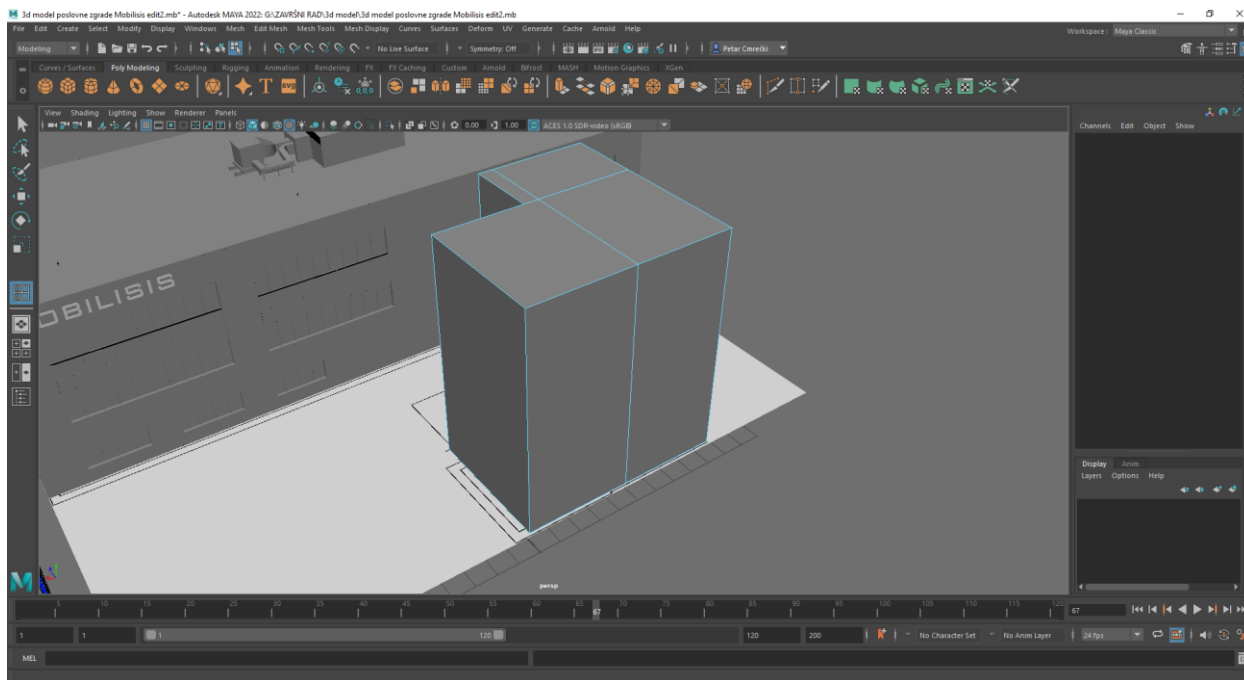 3d model poslovne zgrade Mobilisis edit2.mb* - Autodesk MAYA 2022: G:\ZAVRŠNI RAD\3d model\3d model poslovne zgrade Mobilisis edit2.mb
File Edit Create Select Modify Display Windows Mesh Edit Mesh Mesh Tools Mesh Display Curves Surfaces Deform UV Generate Cache Arnold Help
Workspace: Maya Classic
Modeling No Live Surface Symmetry: Off Petar Cmrečki
Curves / Surfaces Poly Modeling Sculpting Rigging Animation Rendering FX FX Caching Custom Arnold Bifrost MASH Motion Graphics XGen
SVG
View Shading Lighting Show Renderer Panels
0.00 1.00 ACES 1.0 SDR-video (sRGB)
Channels Edit Object Show
OBILISIS
Display Anim
Layers Options Help
persp
5 10 15 20 25 30 35 40 45 50 55 60 65 67 70 75 80 85 90 95 100 105 110 115 120 67
1 1 1 120 120 200 No Character Set No Anim Layer 24 fps
MEL